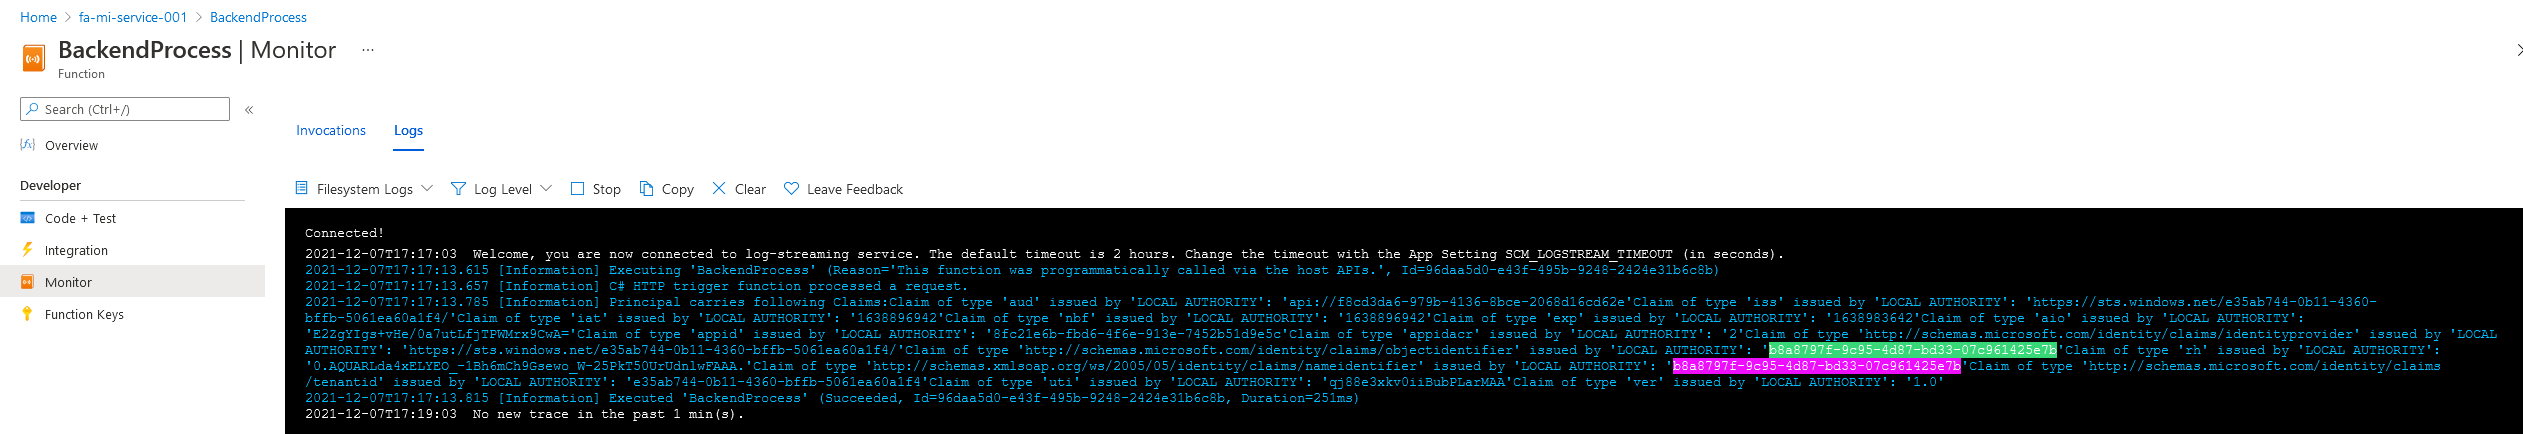 Home > fa-mi-service-001 > BackendProcess
BackendProcess | Monitor ...
Function
Search (Ctrl+/) «
Overview
Developer
Code + Test
Integration
Monitor
Function Keys
Invocations Logs
Filesystem Logs Log Level Stop Copy Clear Leave Feedback
Connected!
2021-12-07T17:17:03 Welcome, you are now connected to log-streaming service. The default timeout is 2 hours. Change the timeout with the App Setting SCM_LOGSTREAM_TIMEOUT (in seconds).
2021-12-07T17:17:13.615 [Information] Executing 'BackendProcess' (Reason='This function was programmatically called via the host APIs.', Id=96daa5d0-e43f-495b-9248-2424e31b6c8b)
2021-12-07T17:17:13.657 [Information] C# HTTP trigger function processed a request.
2021-12-07T17:17:13.785 [Information] Principal carries following Claims:Claim of type 'aud' issued by 'LOCAL AUTHORITY': 'api://f8cd3da6-979b-4136-8bce-2068d16cd62e'Claim of type 'iss' issued by 'LOCAL AUTHORITY': 'https://sts.windows.net/e35ab744-0b11-4360-
bffb-5061ea60a1f4/'Claim of type 'iat' issued by 'LOCAL AUTHORITY': '1638896942'Claim of type 'nbf' issued by 'LOCAL AUTHORITY': '1638896942'Claim of type 'exp' issued by 'LOCAL AUTHORITY': '1638983642'Claim of type 'aio' issued by 'LOCAL AUTHORITY':
'E2ZgYIgs+vHe/0a7utLfjTPWMrx9CwA='Claim of type 'appid' issued by 'LOCAL AUTHORITY': '8fc21e6b-fbd6-4f6e-913e-7452b51d9e5c'Claim of type 'appidacr' issued by 'LOCAL AUTHORITY': '2'Claim of type 'http://schemas.microsoft.com/identity/claims/identityprovider' issued by 'LOCAL
AUTHORITY': 'https://sts.windows.net/e35ab744-0b11-4360-bffb-5061ea60a1f4/'Claim of type 'http://schemas.microsoft.com/identity/claims/objectidentifier' issued by 'LOCAL AUTHORITY': 'b8a8797f-9c95-4d87-bd33-07c961425e7b'Claim of type 'rh' issued by 'LOCAL AUTHORITY':
'0.AQUARLda4xELYEO_-1Bh6mCh9Gsewo_W-25PkT50UrUdnlwFAAA.'Claim of type 'http://schemas.xmlsoap.org/ws/2005/05/identity/claims/nameidentifier' issued by 'LOCAL AUTHORITY': 'b8a8797f-9c95-4d87-bd33-07c961425e7b'Claim of type 'http://schemas.microsoft.com/identity/claims
/tenantid' issued by 'LOCAL AUTHORITY': 'e35ab744-0b11-4360-bffb-5061ea60a1f4'Claim of type 'uti' issued by 'LOCAL AUTHORITY': 'qj88e3xkv0iiBubPLarMAA'Claim of type 'ver' issued by 'LOCAL AUTHORITY': '1.0'
2021-12-07T17:17:13.815 [Information] Executed 'BackendProcess' (Succeeded, Id=96daa5d0-e43f-495b-9248-2424e31b6c8b, Duration=251ms)
2021-12-07T17:19:03 No new trace in the past 1 min(s).